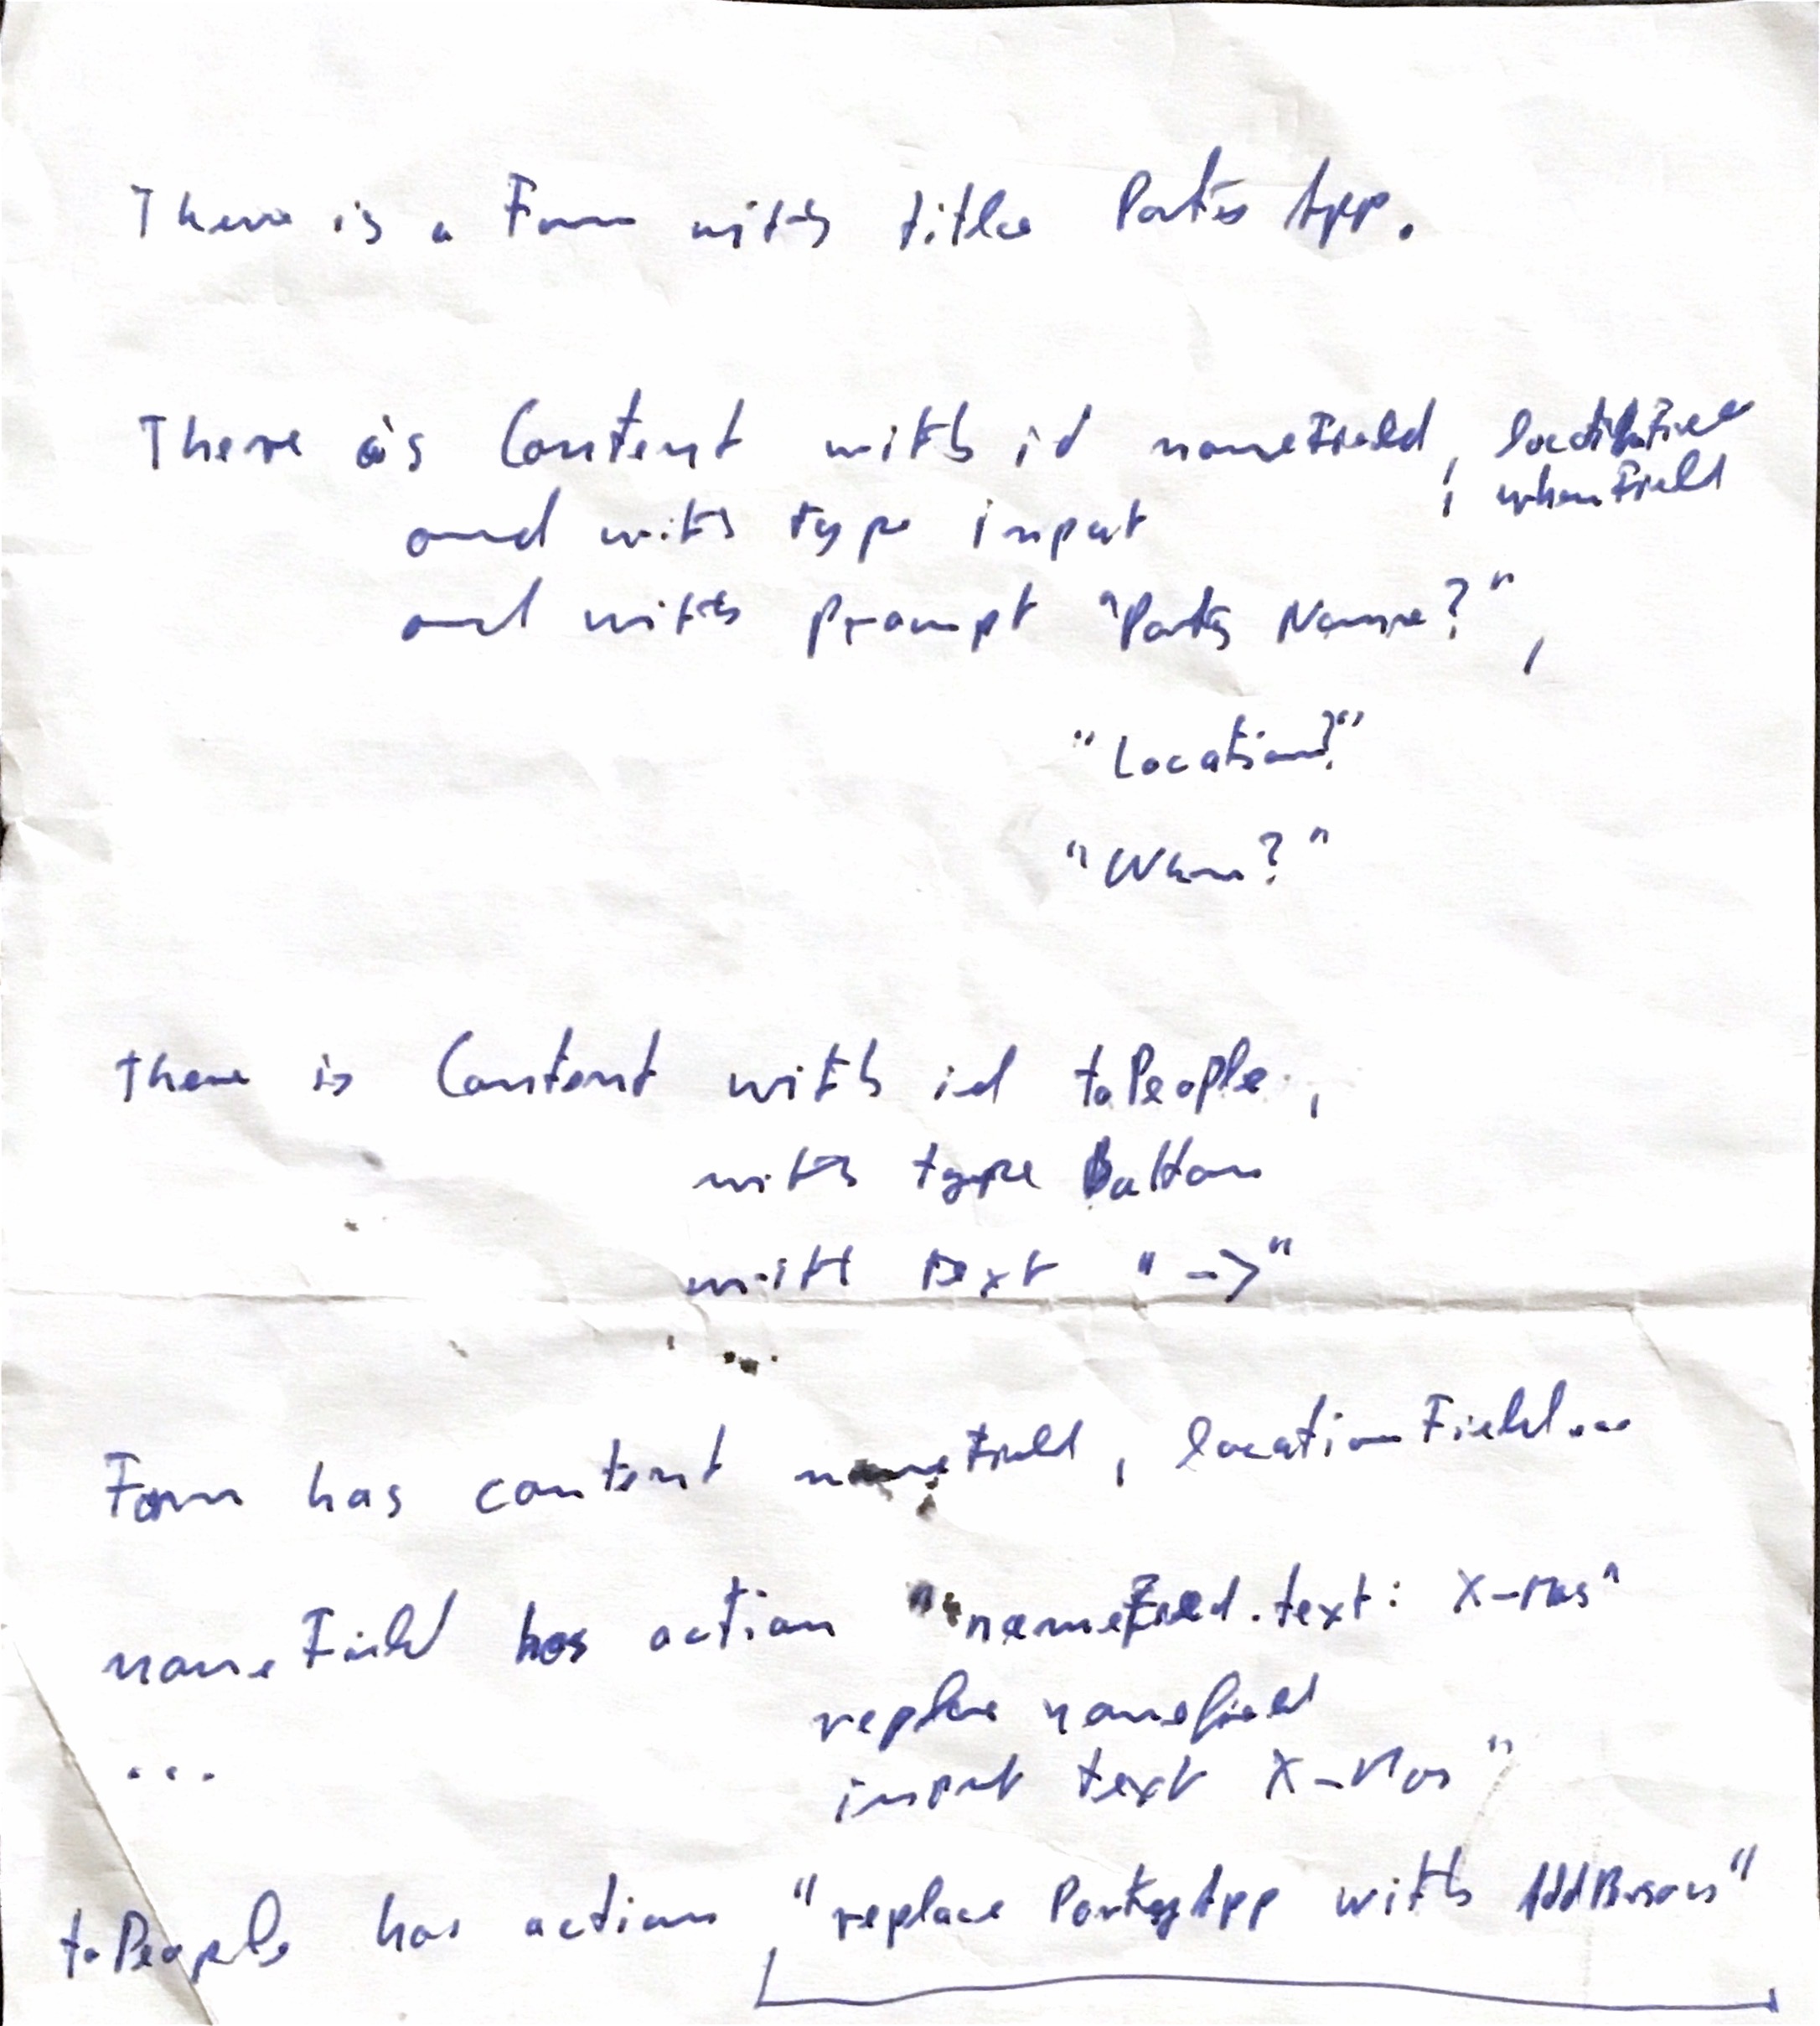 There is a Form with title Party App.
There is Content with id nameField, locationField
, whenField
and with type input
and with prompt "Party Name?",
"Location?"
"When?"
There is Content with id toPeople,
with type Button
with text "->"
Form has content nameField, locationField...
nameField has action "nameField.text: X-Mas"
replace namefield
... input text X-Mas"
toPeople has action "replace PartyApp with AddPersons"